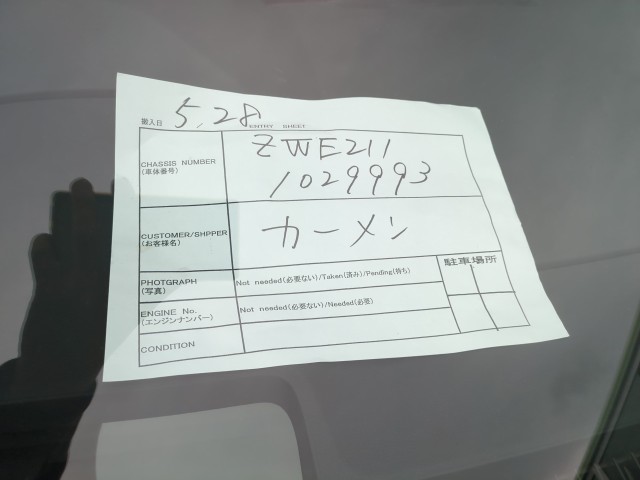 搬入日 5.28
ENTRY SHEET
CHASSIS NUMBER
(車体番号)
ZWE211
1029993
CUSTOMER/SHPPER
(お客様名)
カーメン
PHOTGRAPH
(写真)
Not needed(必要ない)/Taken(済み)/Pending(待ち)
駐車場所
ENGINE No.
(エンジンナンバー)
Not needed(必要ない)/Needed(必要)
CONDITION